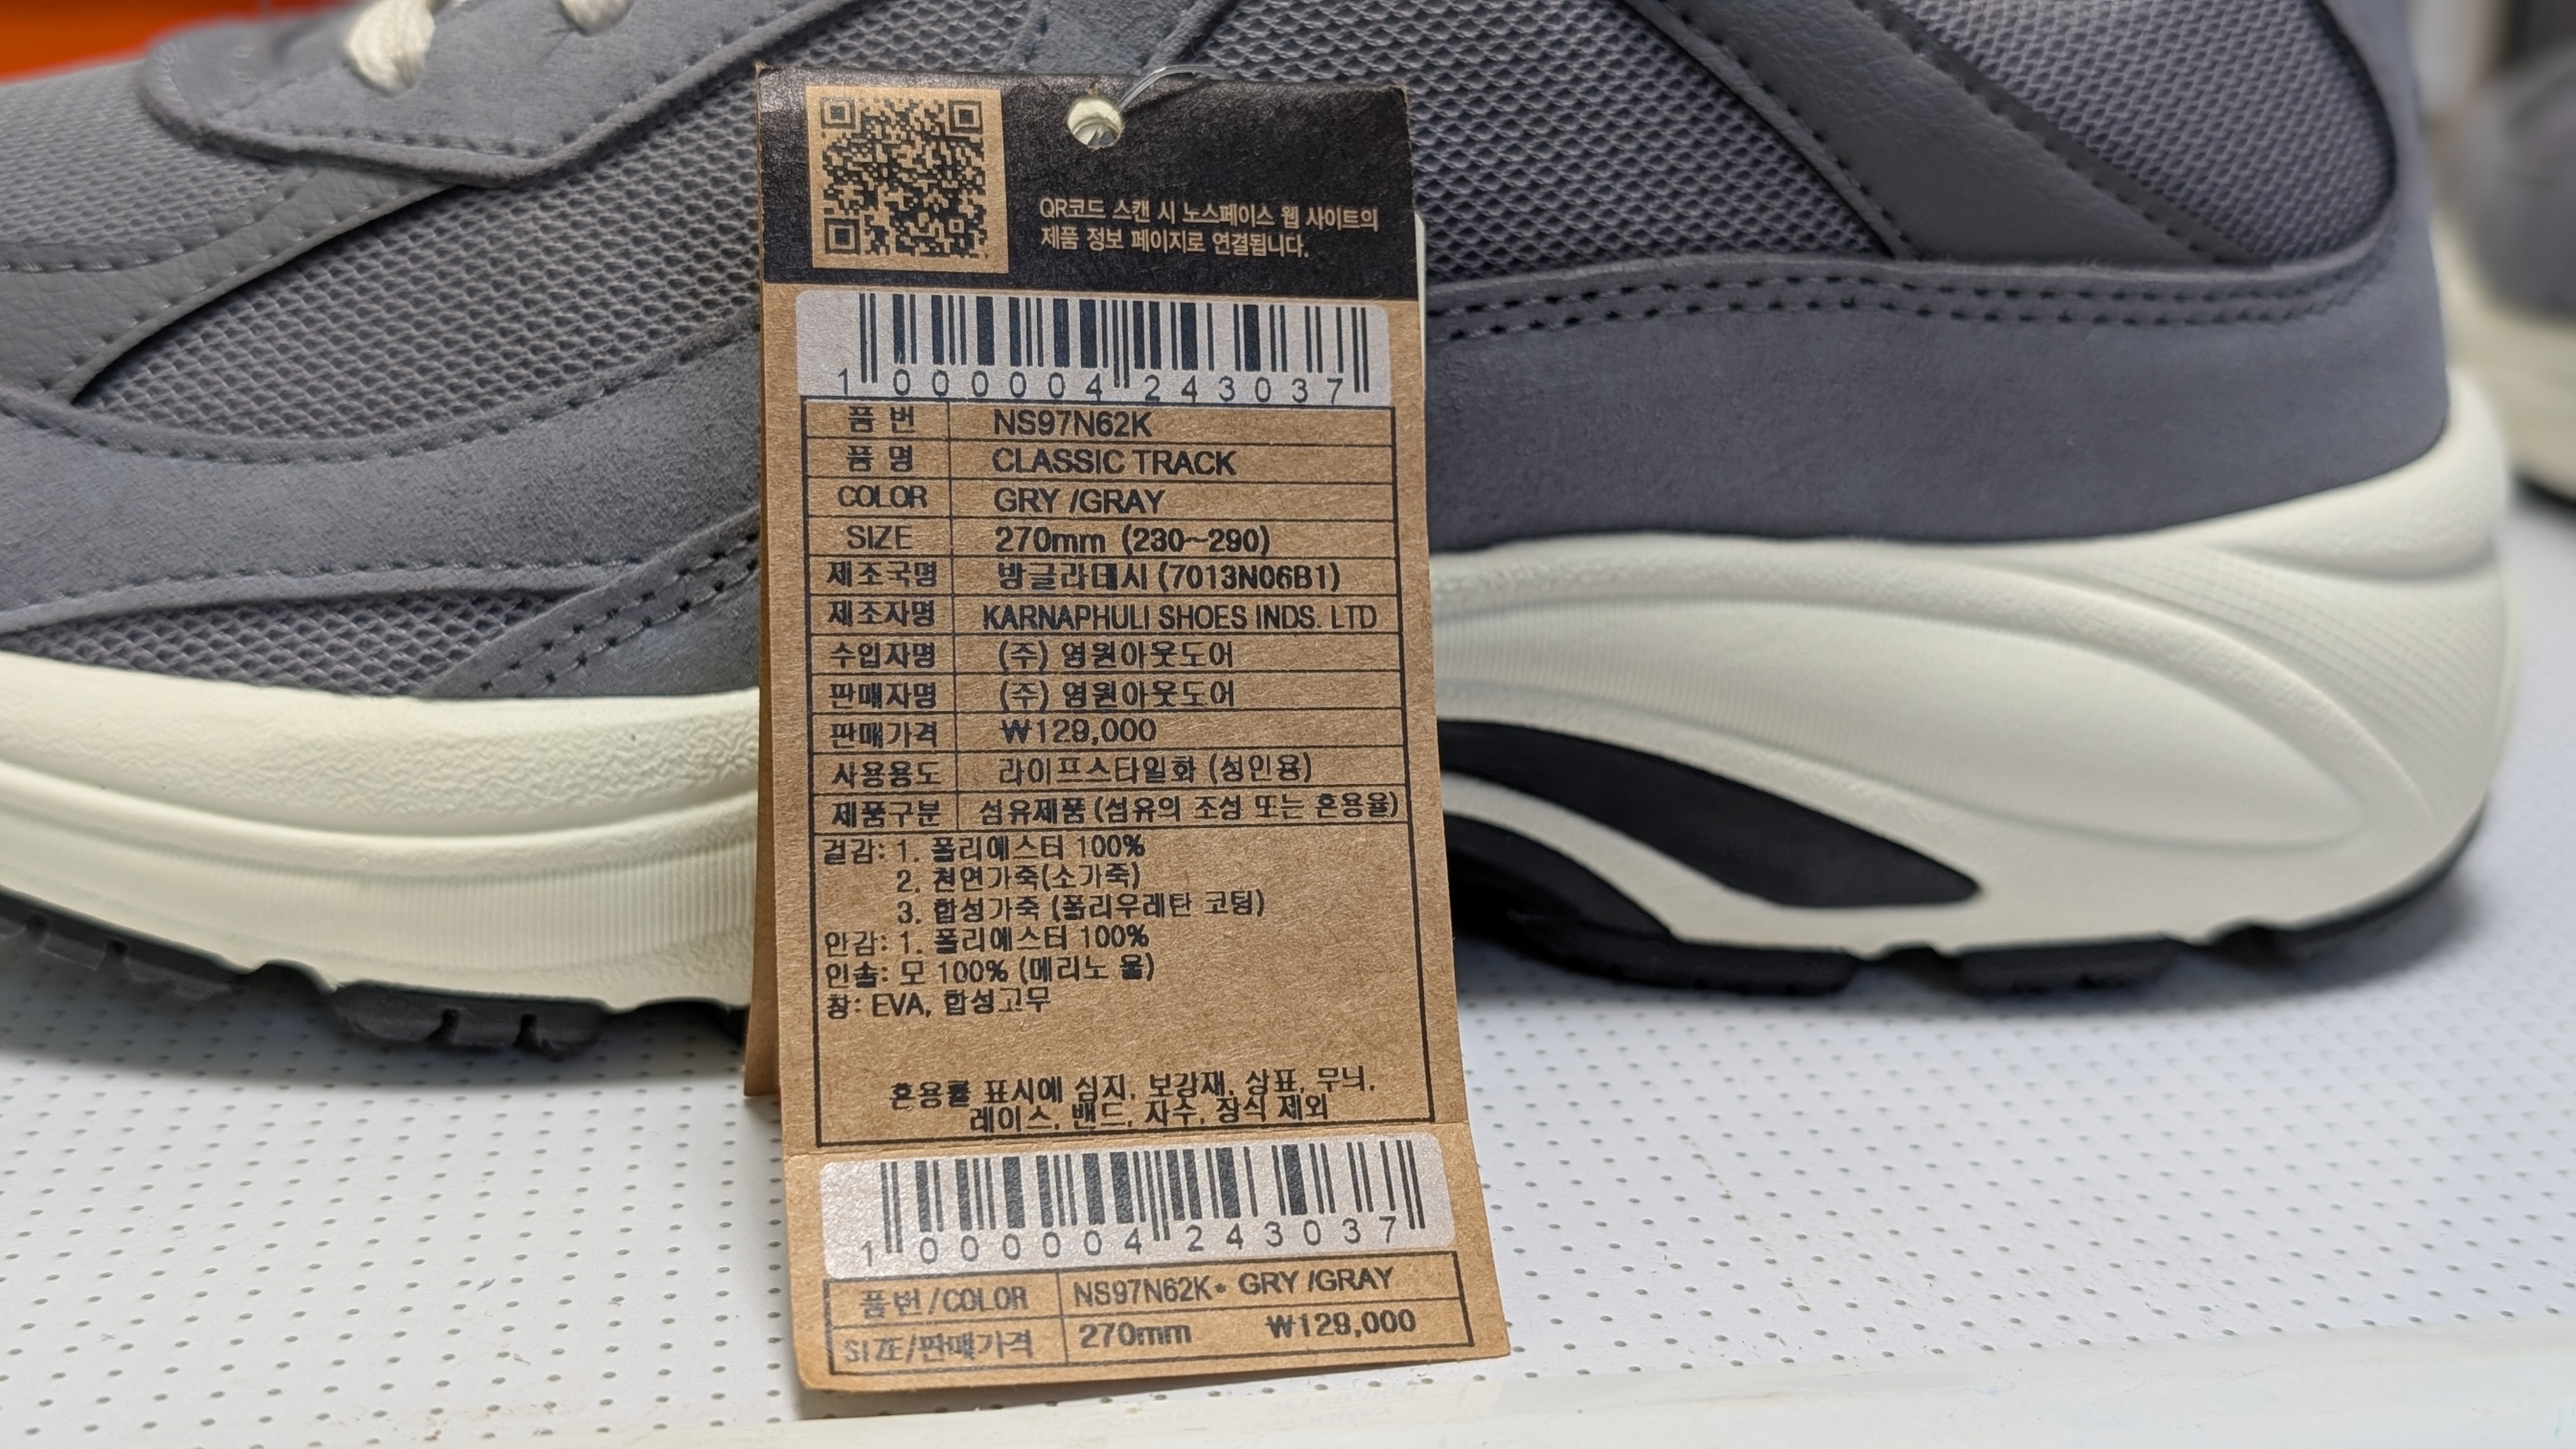 QR코드 스캔 시 노스페이스 웹 사이트의
제품 정보 페이지로 연결됩니다.
1 000004 243037
품 번 NS97N62K
품 명 CLASSIC TRACK
COLOR GRY /GRAY
SIZE 270mm (230~290)
제조국명 방글라데시 (7013N06B1)
제조자명 KARNAPHULI SHOES INDS. LTD
수입자명 (주) 영원아웃도어
판매자명 (주) 영원아웃도어
판매가격 ₩129,000
사용용도 라이프스타일화 (성인용)
제품구분 섬유제품 (섬유의 조성 또는 혼용율)
겉감: 1. 폴리에스터 100%
2. 천연가죽(소가죽)
3. 합성가죽 (폴리우레탄 코팅)
안감: 1. 폴리에스터 100%
인솔: 모 100% (메리노 울)
창: EVA, 합성고무
혼용률 표시에 심지, 보강재, 상표, 무늬,
레이스, 밴드, 자수, 장식 제외
1 000004 243037
품번/COLOR NS97N62K• GRY /GRAY
SIZE/판매가격 270mm ₩129,000